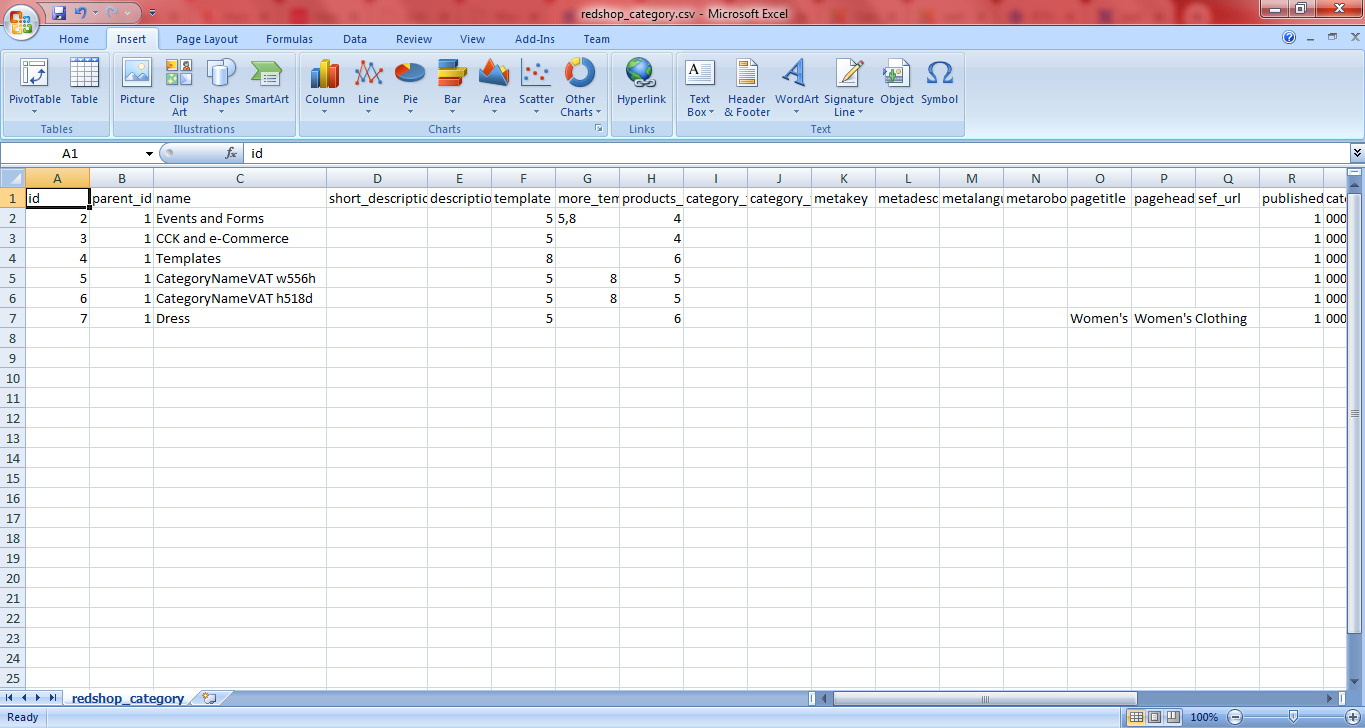 redshop_category.csv - Microsoft Excel
Home Insert Page Layout Formulas Data Review View Add-Ins Team
PivotTable Table Picture Clip Art Shapes SmartArt Column Line Pie Bar Area Scatter Other Charts Hyperlink Text Box Header & Footer WordArt Signature Line Object Symbol
Tables Illustrations Charts Links Text
A1 fx id
A B C D E F G H I J K L M N O P Q R
1 id parent_id name short_descriptio descriptio template more_tem products_ category_ category_ metakey metadesc metalangu metarobo pagetitle pagehead sef_url published cate
2 2 1 Events and Forms 5 5,8 4 1 000
3 3 1 CCK and e-Commerce 5 4 1 000
4 4 1 Templates 8 6 1 000
5 5 1 CategoryNameVAT w556h 5 8 5 1 000
6 6 1 CategoryNameVAT h518d 5 8 5 1 000
7 7 1 Dress 5 6 Women's Women's Clothing 1 000
8
9
10
11
12
13
14
15
16
17
18
19
20
21
22
23
24
25
redshop_category
Ready 100%